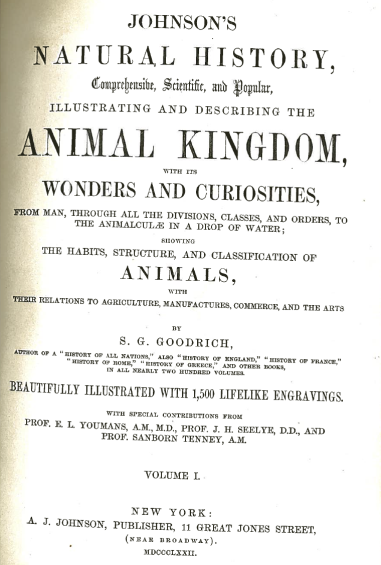 JOHNSON'S
NATURAL HISTORY,
Comprehensive, Scientific, and Popular,
ILLUSTRATING AND DESCRIBING THE
ANIMAL KINGDOM,
WITH ITS
WONDERS AND CURIOSITIES,
FROM MAN, THROUGH ALL THE DIVISIONS, CLASSES, AND ORDERS, TO
THE ANIMALCULÆ IN A DROP OF WATER;
SHOWING
THE HABITS, STRUCTURE, AND CLASSIFICATION OF
ANIMALS,
WITH
THEIR RELATIONS TO AGRICULTURE, MANUFACTURES, COMMERCE, AND THE ARTS
BY
S. G. GOODRICH,
AUTHOR OF A "HISTORY OF ALL NATIONS," ALSO "HISTORY OF ENGLAND," "HISTORY OF FRANCE,"
"HISTORY OF ROME," "HISTORY OF GREECE," AND OTHER BOOKS,
IN ALL NEARLY TWO HUNDRED VOLUMES.
BEAUTIFULLY ILLUSTRATED WITH 1,500 LIFELIKE ENGRAVINGS.
WITH SPECIAL CONTRIBUTIONS FROM
PROF. E. L. YOUMANS, A.M., M.D., PROF. J. H. SEELYE, D.D., AND
PROF. SANBORN TENNEY, A.M.
VOLUME I.
NEW YORK:
A. J. JOHNSON, PUBLISHER, 11 GREAT JONES STREET,
(NEAR BROADWAY).
MDCCCLXXII.